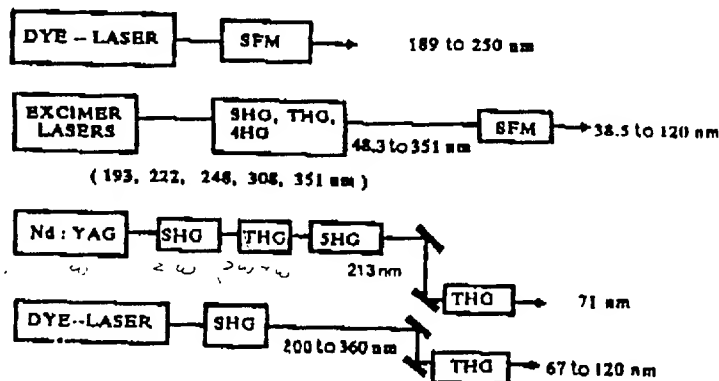 DYE – LASER SFM 189 to 250 nm
EXCIMER LASERS SHG, THG, 4HG 48.3 to 351 nm SFM 38.5 to 120 nm
( 193, 222, 248, 308, 351 nm )
Nd : YAG SHG THG 5HG 213 nm THG 71 nm
DYE--LASER SHG 200 to 360 nm THG 67 to 120 nm